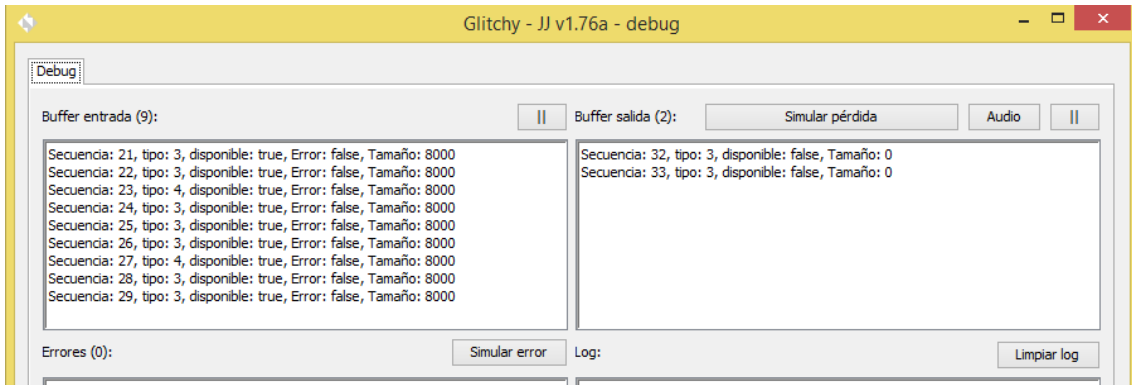 Glitchy - JJ v1.76a - debug
Debug
Buffer entrada (9):
Buffer salida (2):
Simular pérdida
Audio
Secuencia: 21, tipo: 3, disponible: true, Error: false, Tamaño: 8000
Secuencia: 22, tipo: 3, disponible: true, Error: false, Tamaño: 8000
Secuencia: 23, tipo: 4, disponible: true, Error: false, Tamaño: 8000
Secuencia: 24, tipo: 3, disponible: true, Error: false, Tamaño: 8000
Secuencia: 25, tipo: 3, disponible: true, Error: false, Tamaño: 8000
Secuencia: 26, tipo: 3, disponible: true, Error: false, Tamaño: 8000
Secuencia: 27, tipo: 4, disponible: true, Error: false, Tamaño: 8000
Secuencia: 28, tipo: 3, disponible: true, Error: false, Tamaño: 8000
Secuencia: 29, tipo: 3, disponible: true, Error: false, Tamaño: 8000
Secuencia: 32, tipo: 3, disponible: false, Tamaño: 0
Secuencia: 33, tipo: 3, disponible: false, Tamaño: 0
Errores (0):
Simular error
Log:
Limpiar log